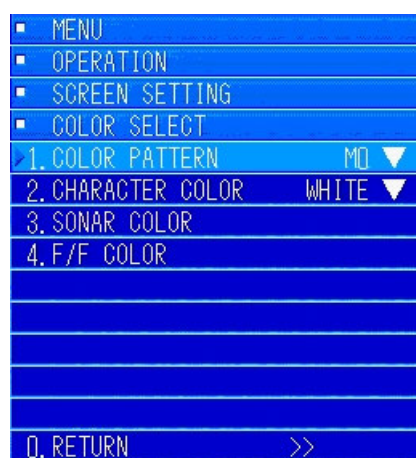 MENU
OPERATION
SCREEN SETTING
COLOR SELECT
1. COLOR PATTERN M0 ▼
2. CHARACTER COLOR WHITE ▼
3. SONAR COLOR
4. F/F COLOR
0. RETURN >>